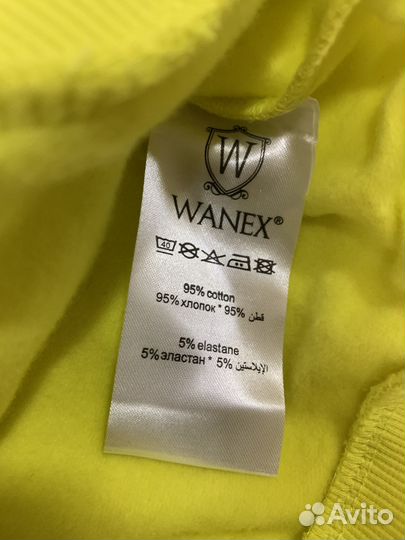 W
WANEX®
40
95% cotton
95% хлопок * 95% قطن
5% elastane
5% эластан * 5% الإيلاستين
Avito